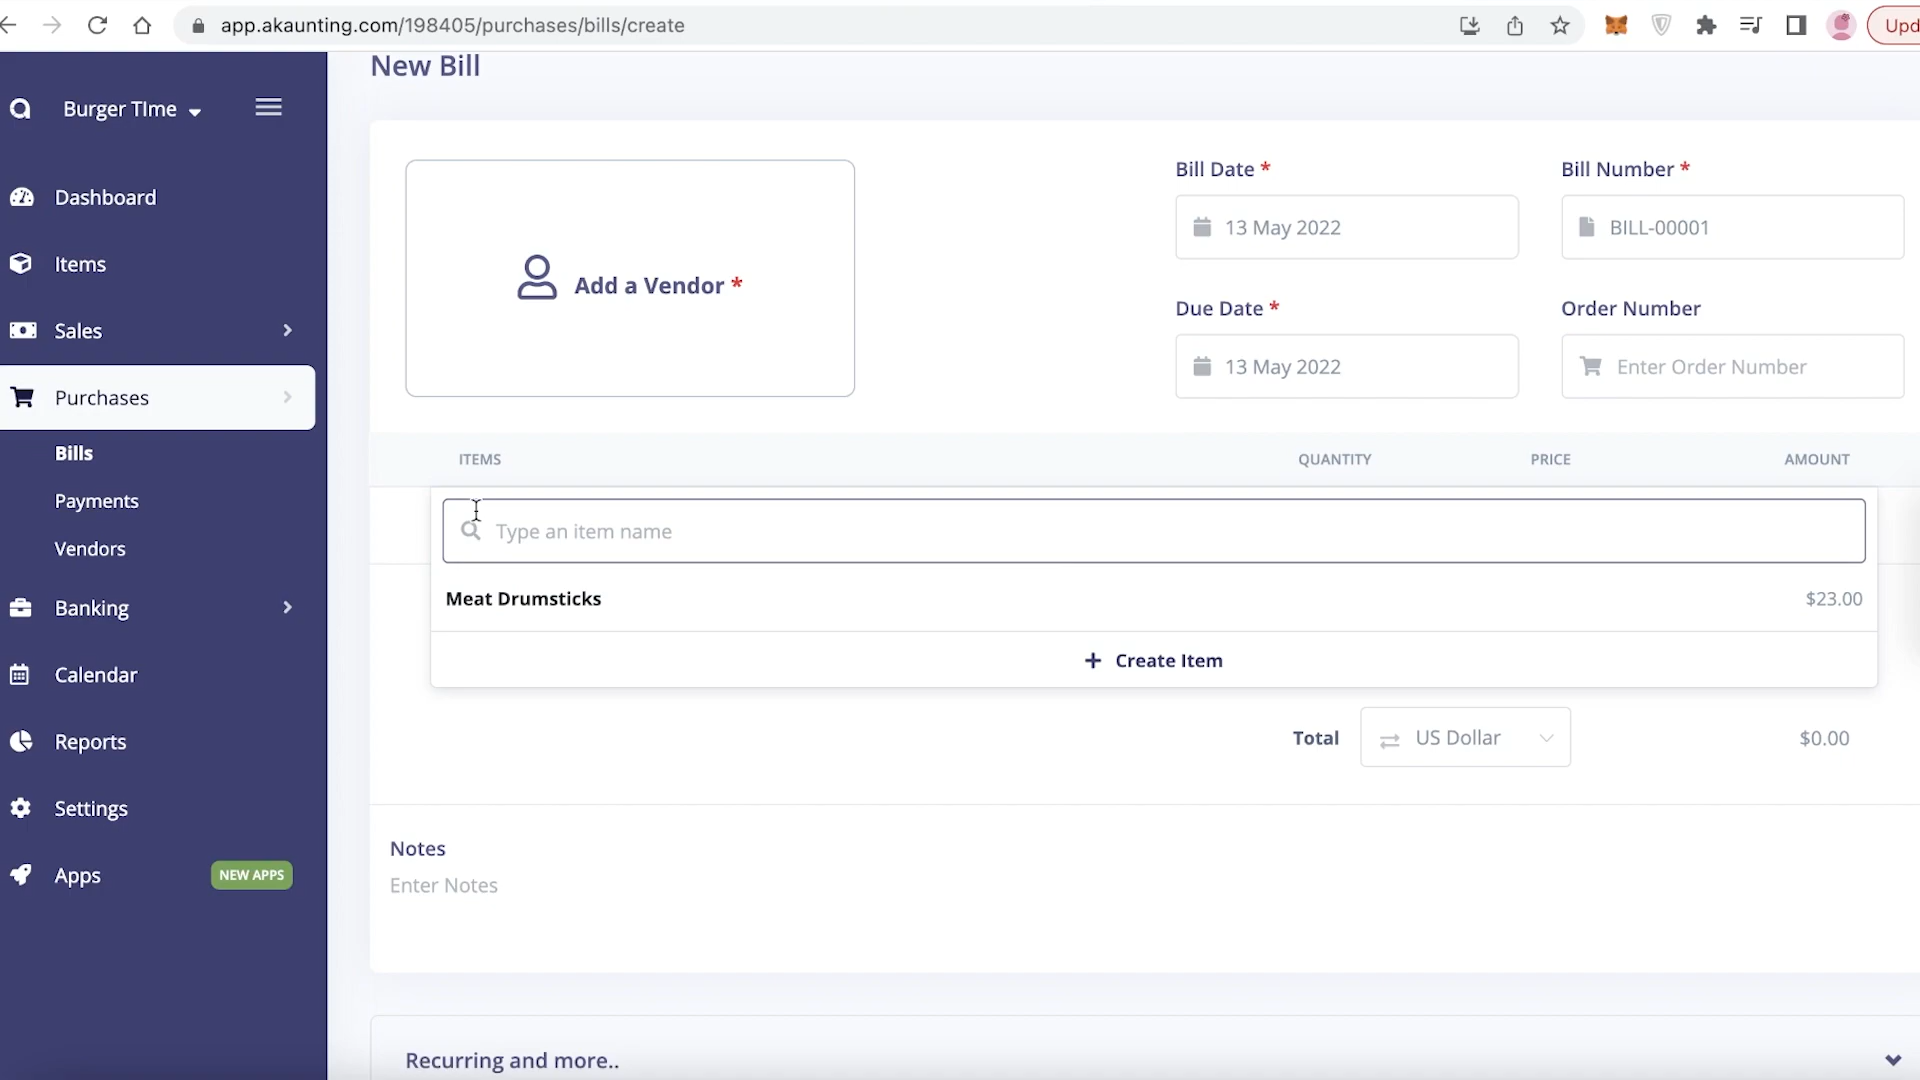 app.akaunting.com/198405/purchases/bills/create
Upd
New Bill
Burger TIme
Dashboard
Items
Sales
Purchases
Bills
Payments
Vendors
Banking
Calendar
Reports
Settings
Apps
NEW APPS
Add a Vendor *
Bill Date *
13 May 2022
Bill Number *
BILL-00001
Due Date *
13 May 2022
Order Number
Enter Order Number
ITEMS QUANTITY PRICE AMOUNT
Type an item name
Meat Drumsticks $23.00
+ Create Item
Total US Dollar $0.00
Notes
Enter Notes
Recurring and more..